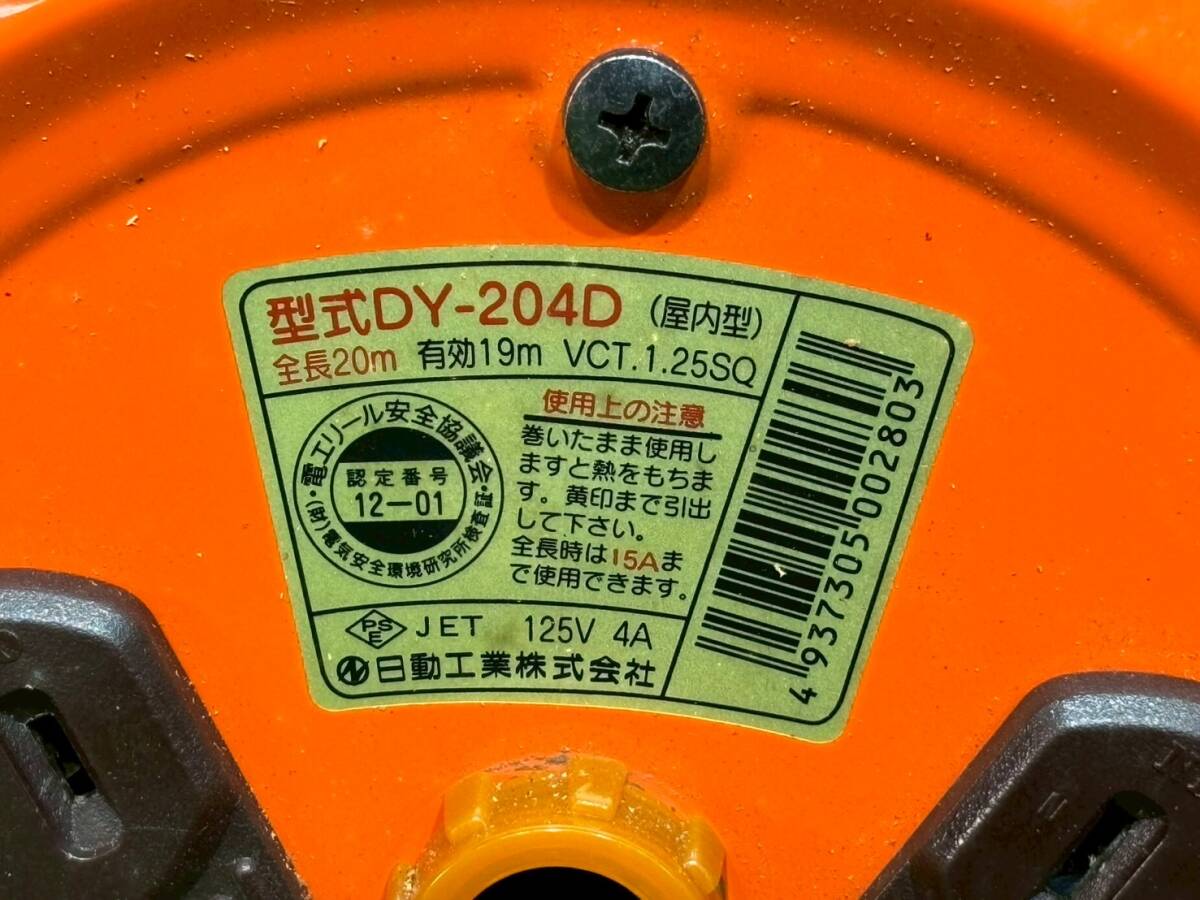 型式DY-204D (屋内型)
全長20m 有効19m VCT.1.25SQ
電工リール安全協議会・
認定番号
12-01
(財)電気安全環境研究所検査証・
使用上の注意
巻いたまま使用し
ますと熱をもちま
す。黄印まで引出
して下さい。
全長時は15Aま
で使用できます。
PSE JET 125V 4A
日動工業株式会社
4937305002803